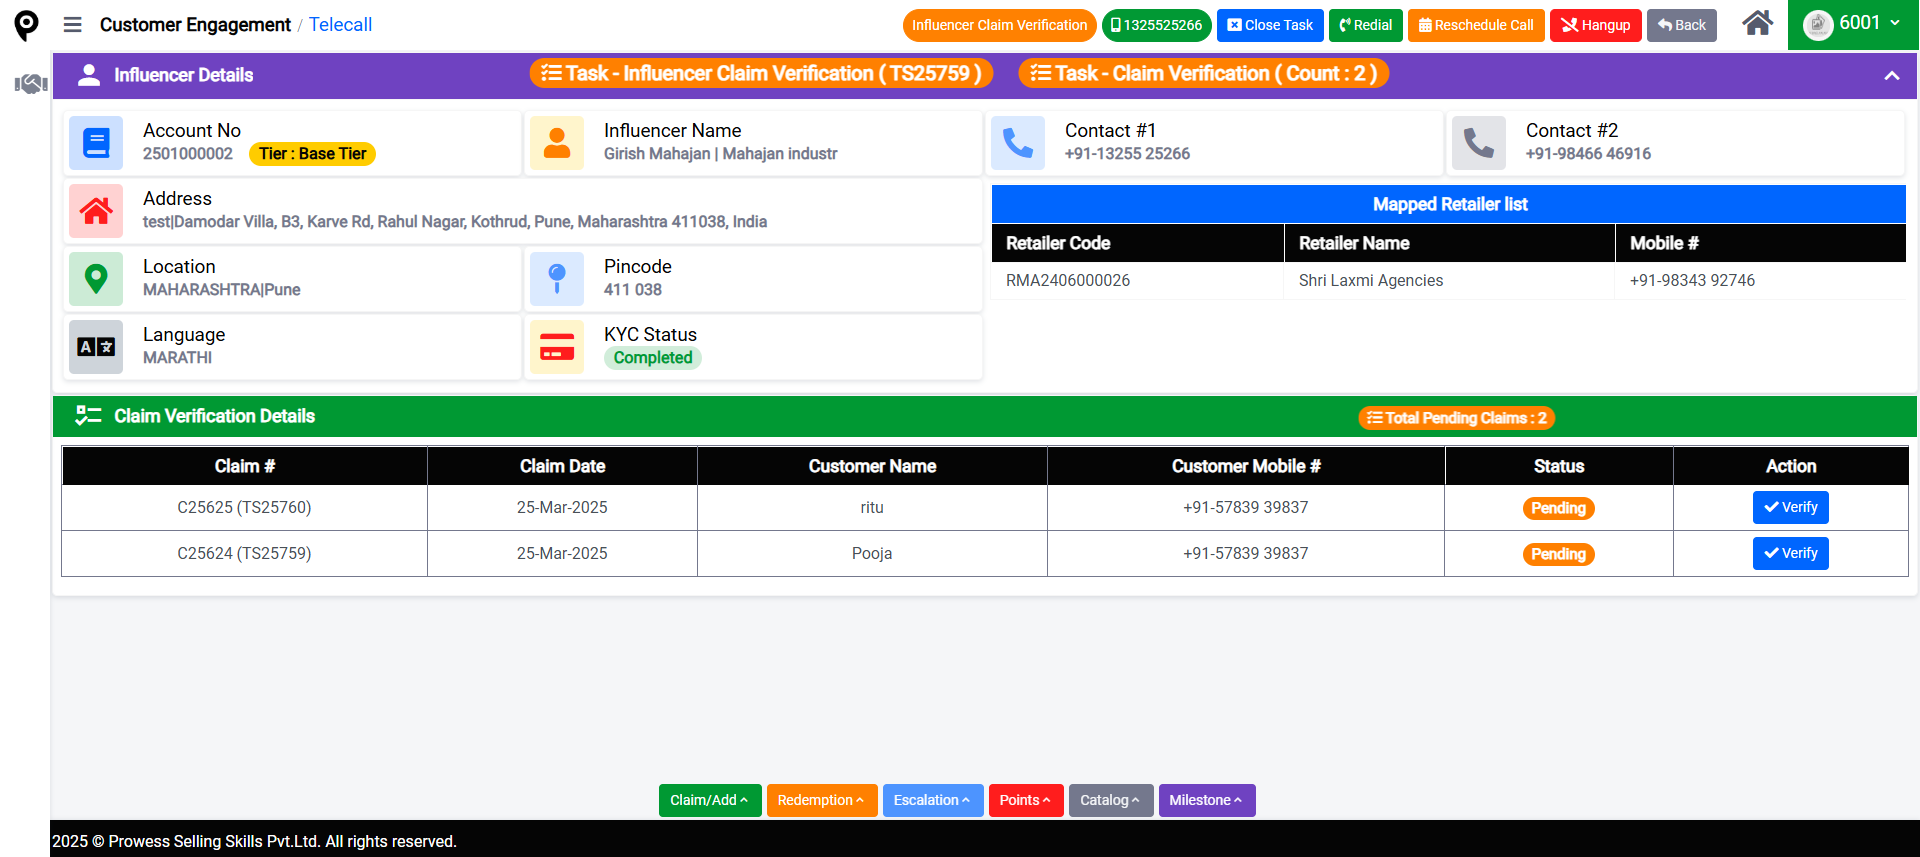 Customer Engagement / Telecall
Influencer Claim Verification
1325525266
Close Task
Redial
Reschedule Call
Hangup
Back
6001
Influencer Details
Task - Influencer Claim Verification ( TS25759 )
Task - Claim Verification ( Count : 2 )
Account No
2501000002
Tier : Base Tier
Influencer Name
Girish Mahajan | Mahajan industr
Contact #1
+91-13255 25266
Contact #2
+91-98466 46916
Address
test|Damodar Villa, B3, Karve Rd, Rahul Nagar, Kothrud, Pune, Maharashtra 411038, India
Location
MAHARASHTRA|Pune
Pincode
411 038
Language
MARATHI
KYC Status
Completed
Mapped Retailer list
Retailer Code Retailer Name Mobile #
RMA2406000026 Shri Laxmi Agencies +91-98343 92746
Claim Verification Details
Total Pending Claims : 2
Claim # Claim Date Customer Name Customer Mobile # Status Action
C25625 (TS25760) 25-Mar-2025 ritu +91-57839 39837 Pending Verify
C25624 (TS25759) 25-Mar-2025 Pooja +91-57839 39837 Pending Verify
Claim/Add
Redemption
Escalation
Points
Catalog
Milestone
2025 © Prowess Selling Skills Pvt.Ltd. All rights reserved.